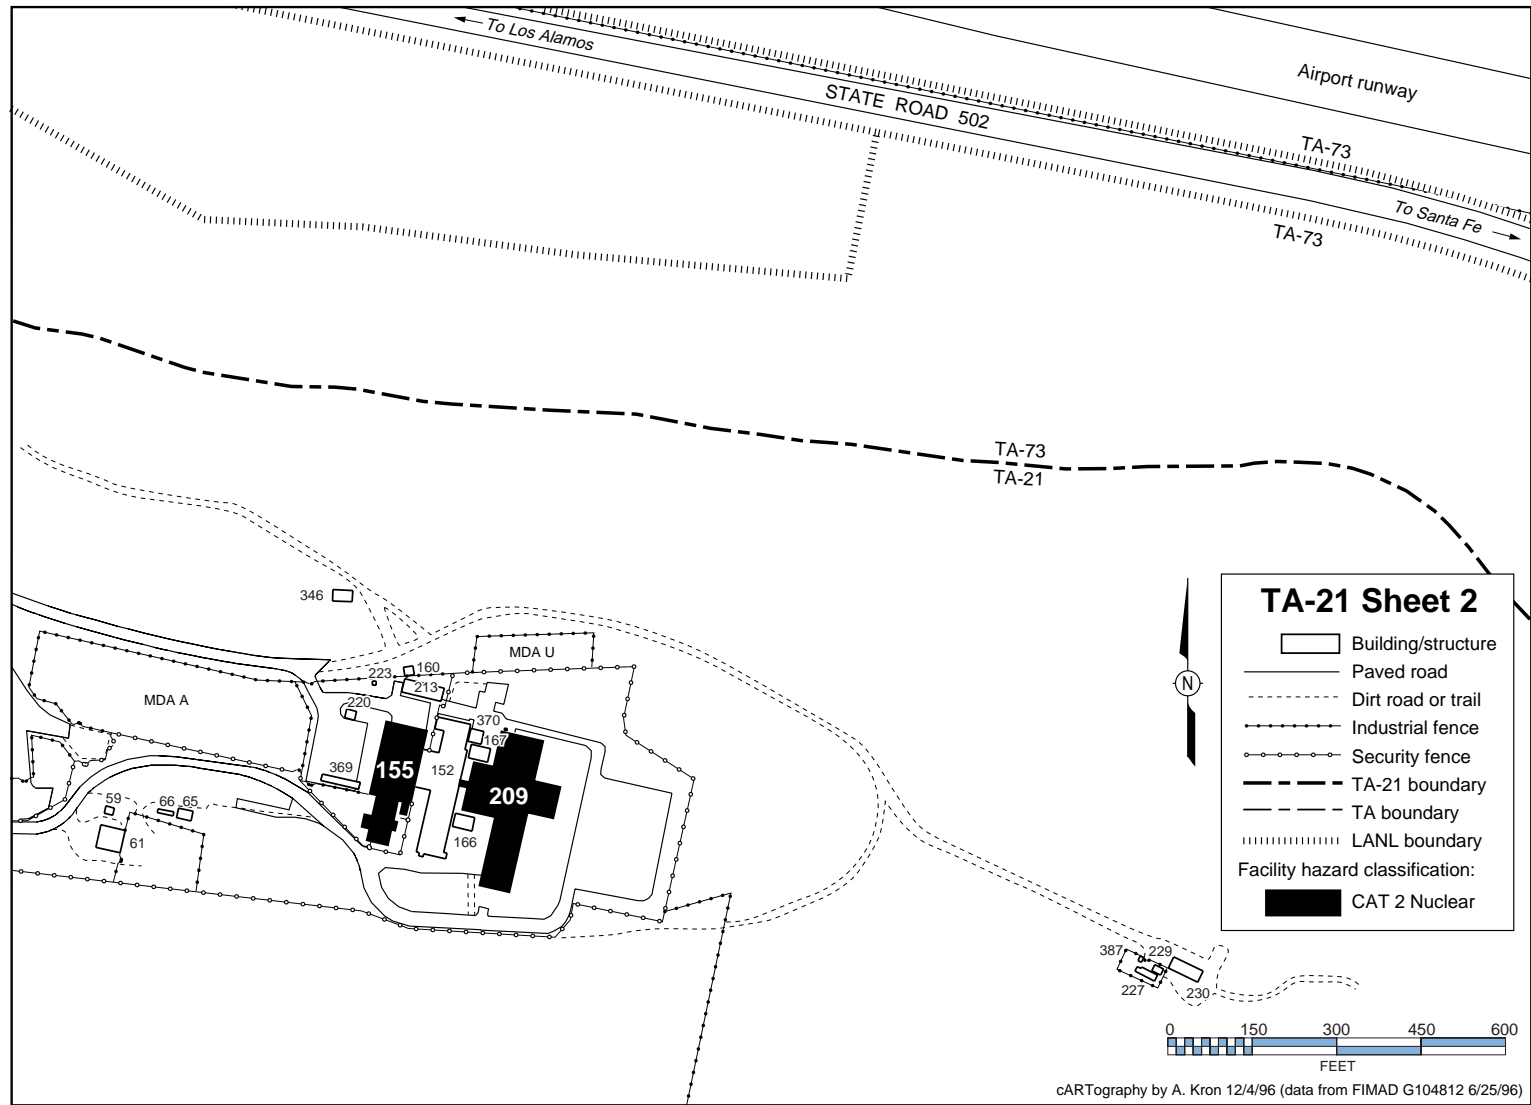 To Los Alamos
Airport runway
STATE ROAD 502
TA-73
To Santa Fe
TA-73
TA-73
TA-21
346
MDA U
160
223
213
MDA A
220
370
167
369
155
152
209
59
66
65
61
166
387
229
227
230
N
TA-21 Sheet 2
Building/structure
Paved road
Dirt road or trail
Industrial fence
Security fence
TA-21 boundary
TA boundary
LANL boundary
Facility hazard classification:
CAT 2 Nuclear
0 150 300 450 600
FEET
cARTography by A. Kron 12/4/96 (data from FIMAD G104812 6/25/96)